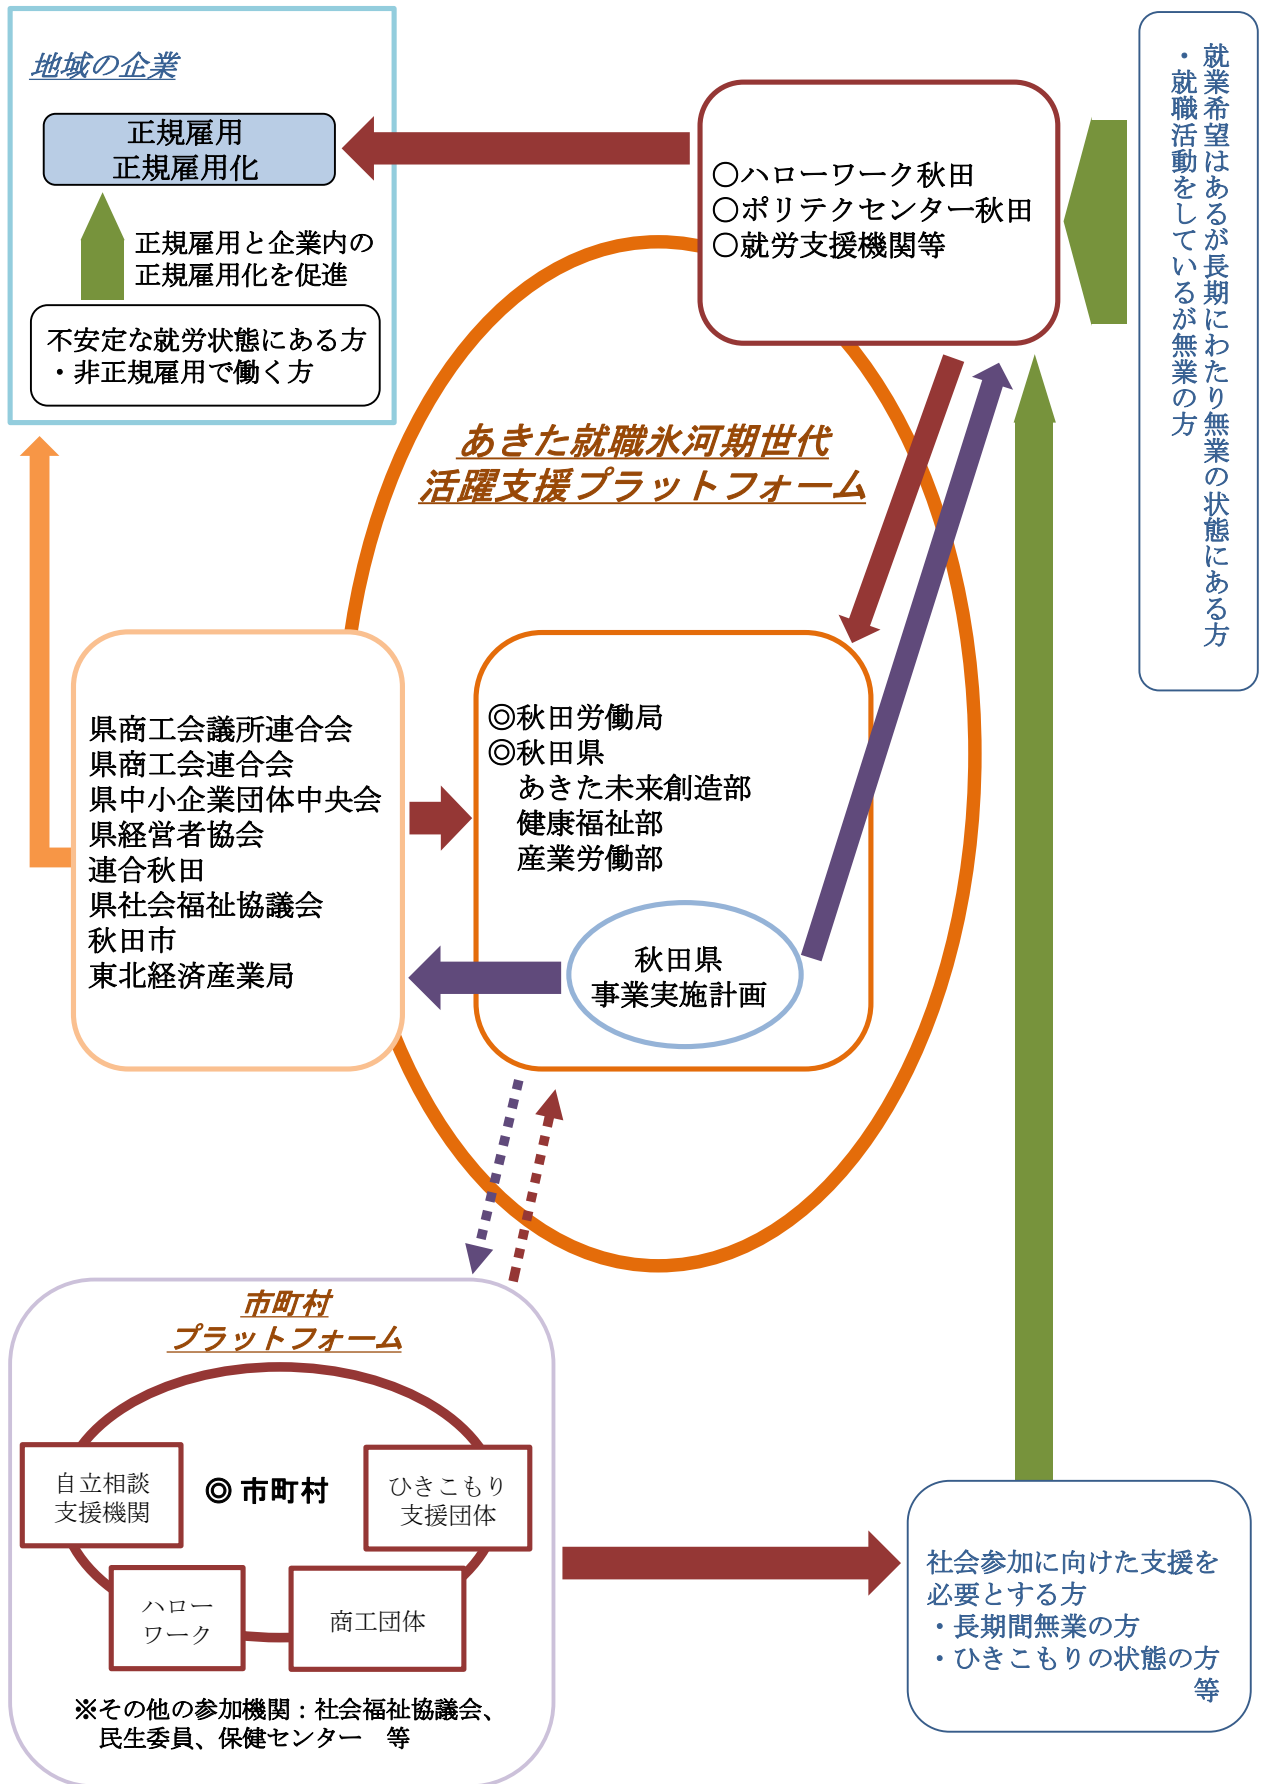 地域の企業
正規雇用
正規雇用化
正規雇用と企業内の
正規雇用化を促進
不安定な就労状態にある方
・非正規雇用で働く方
○ハローワーク秋田
○ポリテクセンター秋田
○就労支援機関等
就業希望はあるが長期にわたり無業の状態にある方
・就職活動をしているが無業の方
あきた就職氷河期世代
活躍支援プラットフォーム
県商工会議所連合会
県商工会連合会
県中小企業団体中央会
県経営者協会
連合秋田
県社会福祉協議会
秋田市
東北経済産業局
◎秋田労働局
◎秋田県
あきた未来創造部
健康福祉部
産業労働部
秋田県
事業実施計画
市町村
プラットフォーム
自立相談
支援機関
◎ 市町村
ひきこもり
支援団体
ハロー
ワーク
商工団体
※その他の参加機関：社会福祉協議会、
民生委員、保健センター　等
社会参加に向けた支援を
必要とする方
・長期間無業の方
・ひきこもりの状態の方
等